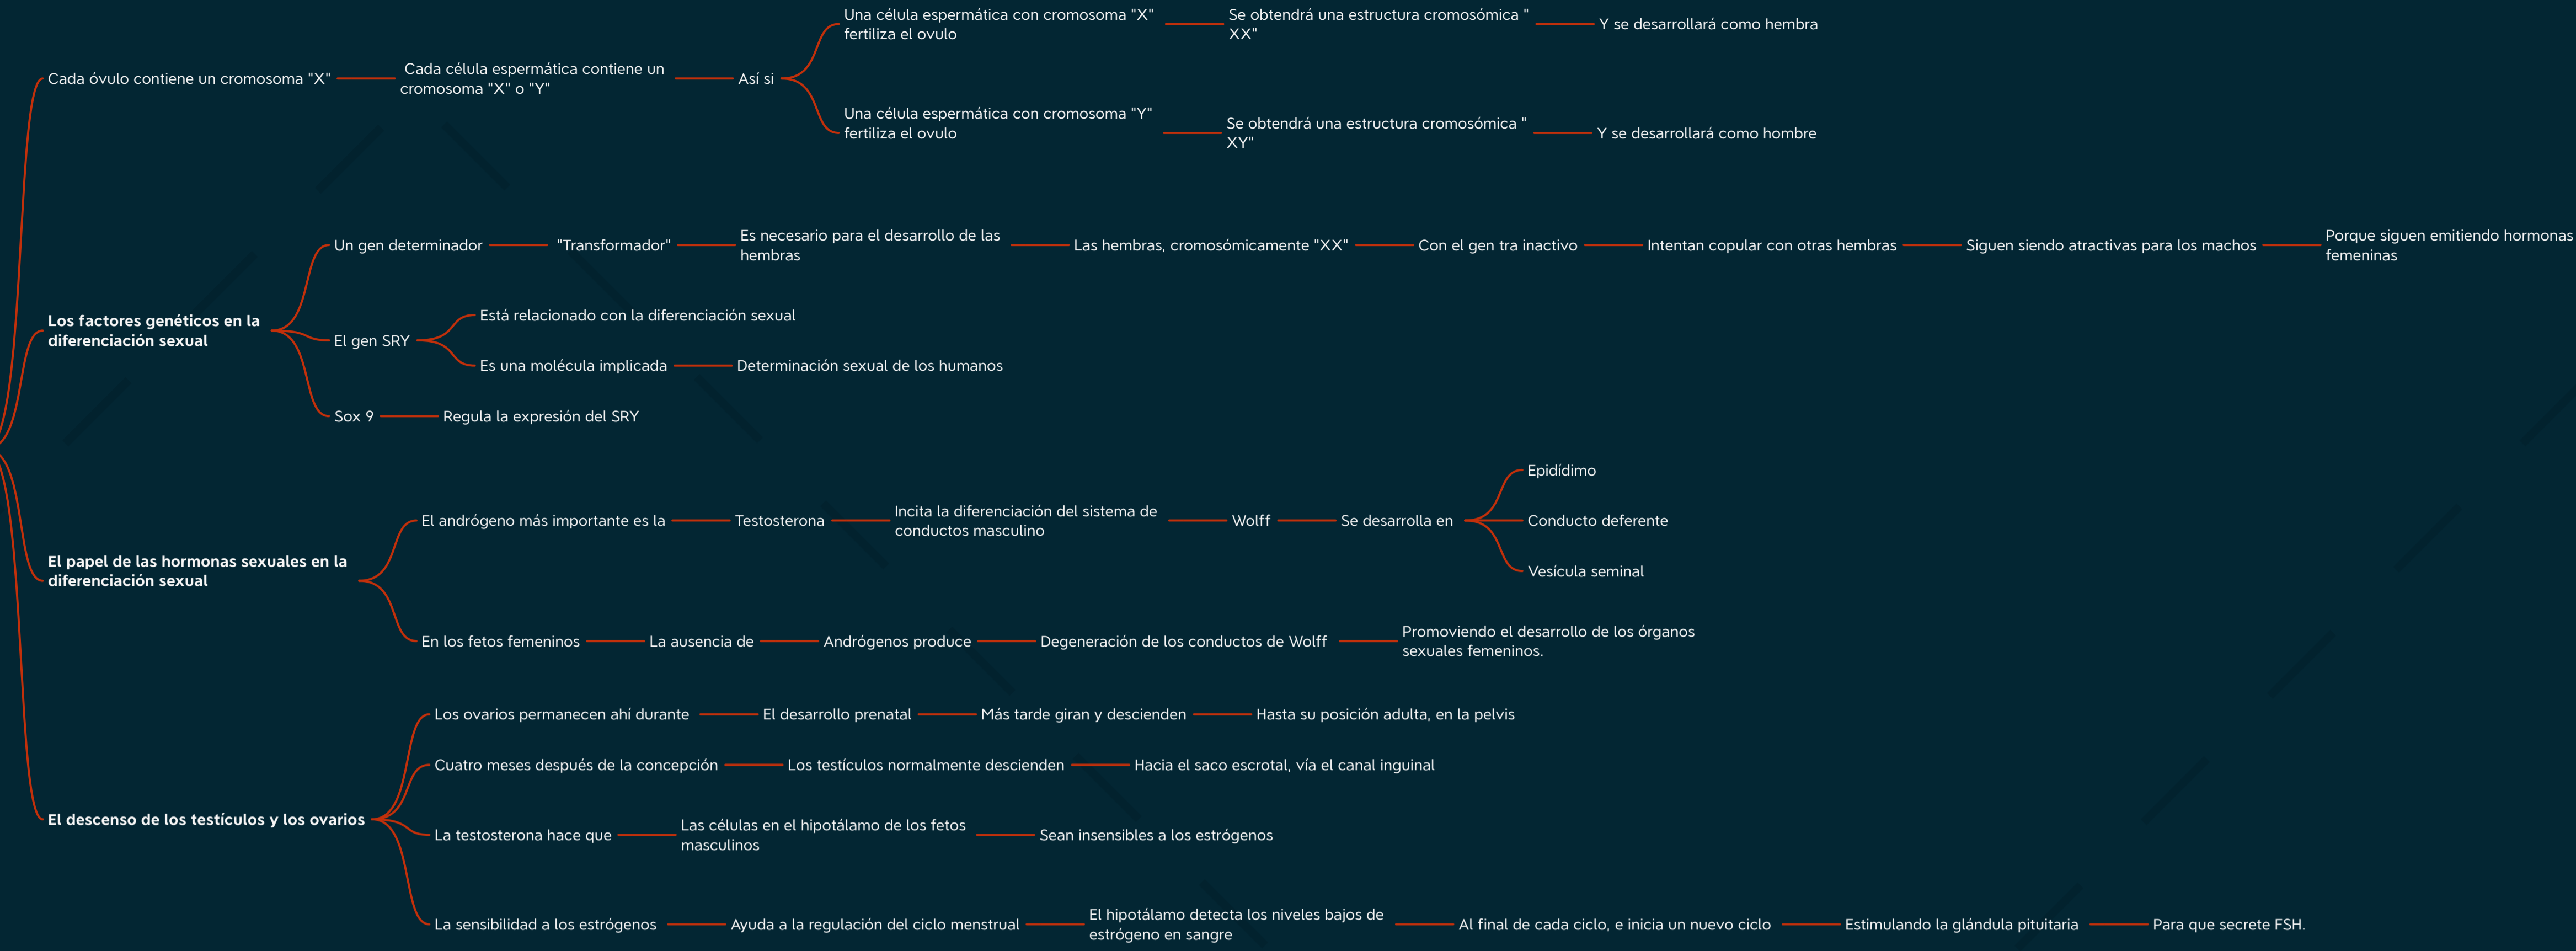 Cada óvulo contiene un cromosoma "X"
Cada célula espermática contiene un
cromosoma "X" o "Y"
Así si
Una célula espermática con cromosoma "X"
fertiliza el ovulo
Se obtendrá una estructura cromosómica "
XX"
Y se desarrollará como hembra
Una célula espermática con cromosoma "Y"
fertiliza el ovulo
Se obtendrá una estructura cromosómica "
XY"
Y se desarrollará como hombre
Los factores genéticos en la
diferenciación sexual
Un gen determinador
"Transformador"
Es necesario para el desarrollo de las
hembras
Las hembras, cromosómicamente "XX"
Con el gen tra inactivo
Intentan copular con otras hembras
Siguen siendo atractivas para los machos
Porque siguen emitiendo hormonas
femeninas
El gen SRY
Está relacionado con la diferenciación sexual
Es una molécula implicada
Determinación sexual de los humanos
Sox 9
Regula la expresión del SRY
El papel de las hormonas sexuales en la
diferenciación sexual
El andrógeno más importante es la
Testosterona
Incita la diferenciación del sistema de
conductos masculino
Wolff
Se desarrolla en
Epidídimo
Conducto deferente
Vesícula seminal
En los fetos femeninos
La ausencia de
Andrógenos produce
Degeneración de los conductos de Wolff
Promoviendo el desarrollo de los órganos
sexuales femeninos.
El descenso de los testículos y los ovarios
Los ovarios permanecen ahí durante
El desarrollo prenatal
Más tarde giran y descienden
Hasta su posición adulta, en la pelvis
Cuatro meses después de la concepción
Los testículos normalmente descienden
Hacia el saco escrotal, vía el canal inguinal
La testosterona hace que
Las células en el hipotálamo de los fetos
masculinos
Sean insensibles a los estrógenos
La sensibilidad a los estrógenos
Ayuda a la regulación del ciclo menstrual
El hipotálamo detecta los niveles bajos de
estrógeno en sangre
Al final de cada ciclo, e inicia un nuevo ciclo
Estimulando la glándula pituitaria
Para que secrete FSH.